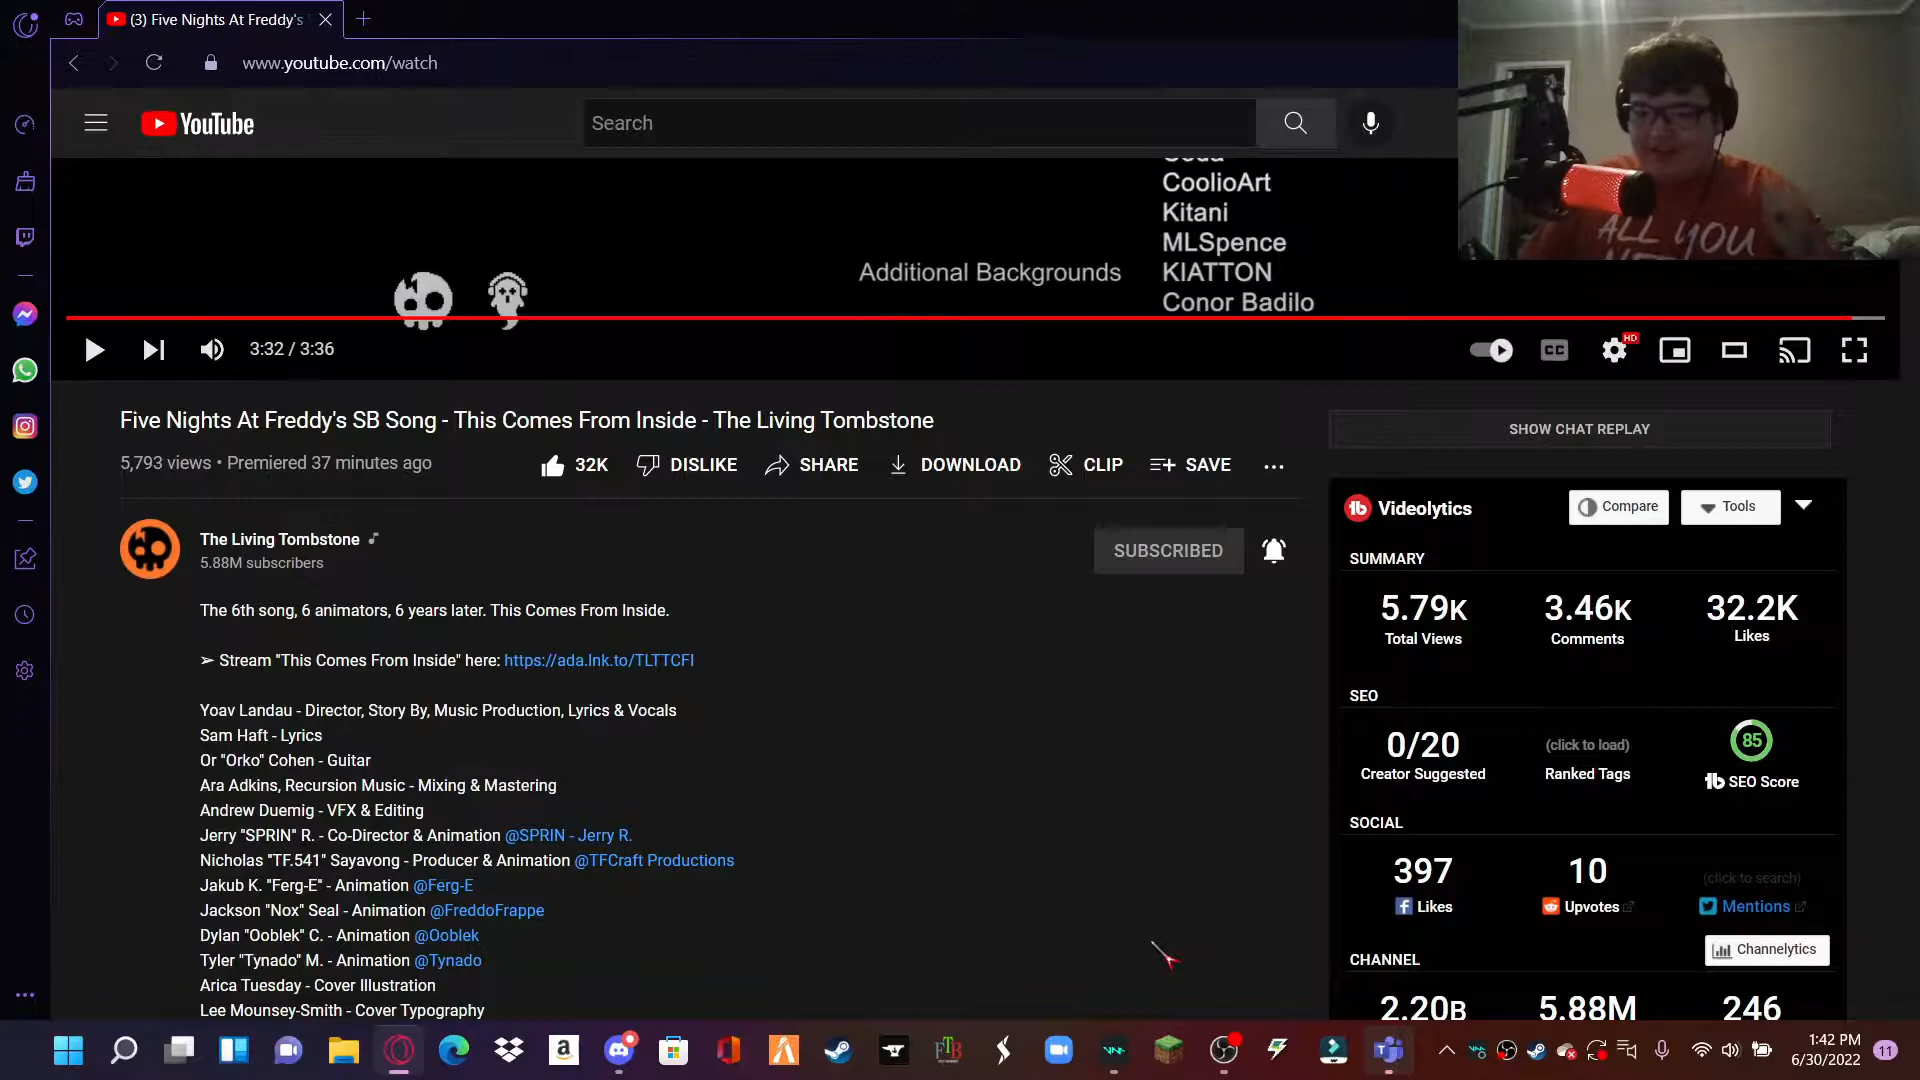 (3) Five Nights At Freddy's
www.youtube.com/watch
YouTube
Search
CoolioArt
Kitani
MLSpence
Additional Backgrounds
KIATTON
Conor Badilo
ALL YOU
3:32 / 3:36
CC
HD
Five Nights At Freddy's SB Song - This Comes From Inside - The Living Tombstone
5,793 views • Premiered 37 minutes ago
32K
DISLIKE
SHARE
DOWNLOAD
CLIP
SAVE
The Living Tombstone
5.88M subscribers
SUBSCRIBED
The 6th song, 6 animators, 6 years later. This Comes From Inside.
➢ Stream "This Comes From Inside" here: https://ada.lnk.to/TLTTCFI
Yoav Landau - Director, Story By, Music Production, Lyrics & Vocals
Sam Haft - Lyrics
Or "Orko" Cohen - Guitar
Ara Adkins, Recursion Music - Mixing & Mastering
Andrew Duemig - VFX & Editing
Jerry "SPRIN" R. - Co-Director & Animation @SPRIN - Jerry R.
Nicholas "TF.541" Sayavong - Producer & Animation @TFCraft Productions
Jakub K. "Ferg-E" - Animation @Ferg-E
Jackson "Nox" Seal - Animation @FreddoFrappe
Dylan "Ooblek" C. - Animation @Ooblek
Tyler "Tynado" M. - Animation @Tynado
Arica Tuesday - Cover Illustration
Lee Mounsey-Smith - Cover Typography
SHOW CHAT REPLAY
Videolytics
Compare
Tools
SUMMARY
5.79K
3.46K
32.2K
Total Views
Comments
Likes
SEO
0/20
(click to load)
85
Creator Suggested
Ranked Tags
SEO Score
SOCIAL
397
10
(click to search)
Likes
Upvotes
Mentions
CHANNEL
Channelytics
2.20B
5.88M
246
FTB
1:42 PM
6/30/2022
11